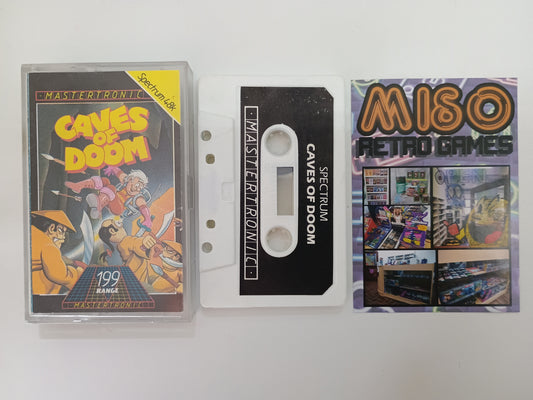 MASTERTRONIC
Spectrum 48K
CAVES
OF
DOOM
199
RANGE
MASTERTRONIC
MASTERTRONIC
SPECTRUM
CAVES OF DOOM
MISO
RETRO GAMES